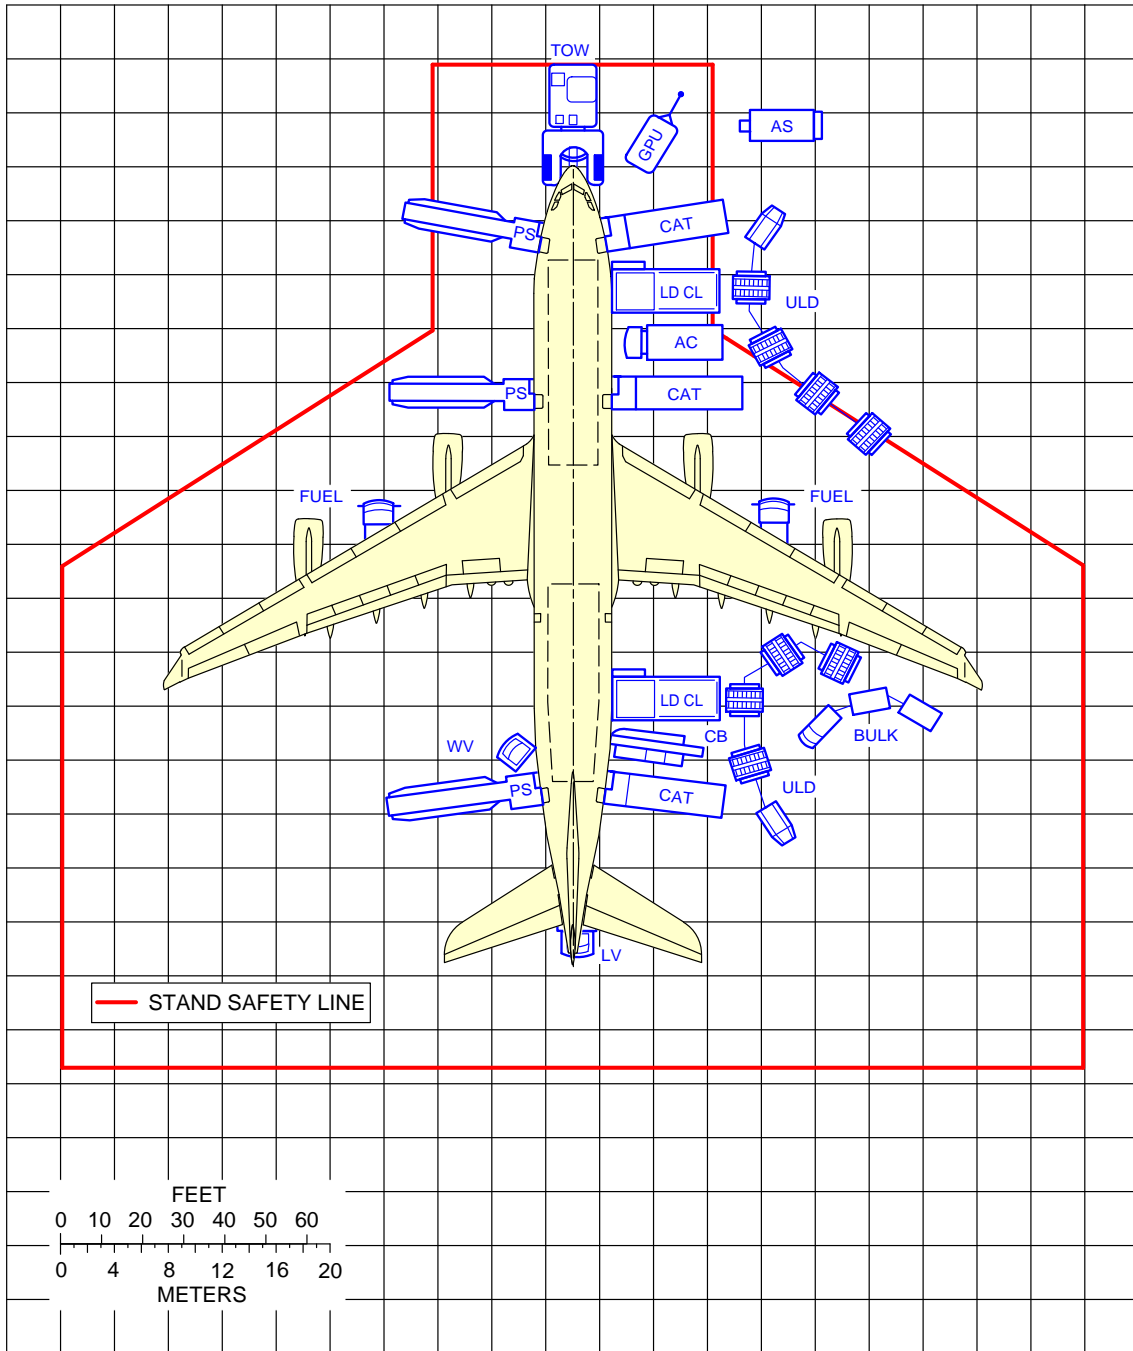 TOW
GPU
AS
PS
CAT
LD CL
ULD
AC
PS
CAT
FUEL
FUEL
LD CL
WV
CB
BULK
PS
CAT
ULD
LV
STAND SAFETY LINE
FEET
0 10 20 30 40 50 60
0 4 8 12 16 20
METERS